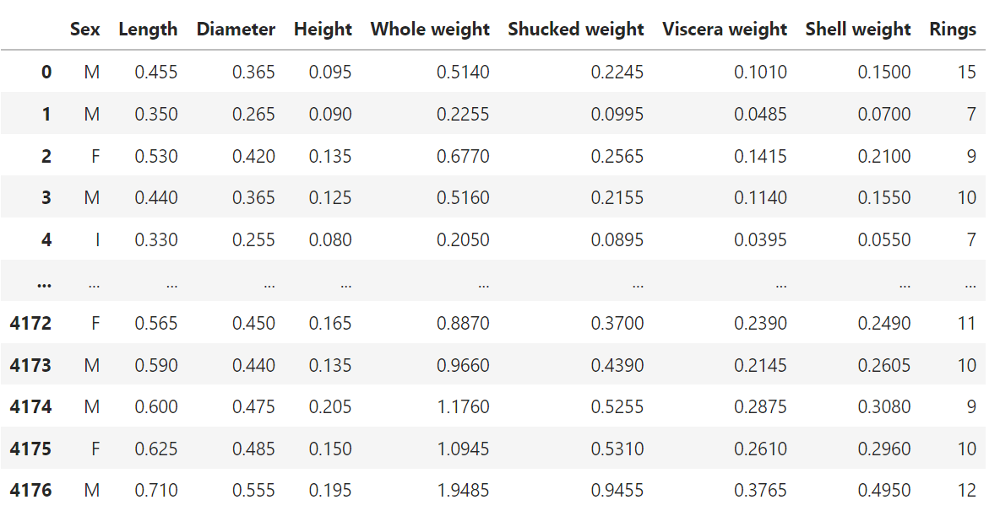 Sex Length Diameter Height Whole weight Shucked weight Viscera weight Shell weight Rings
0 M 0.455 0.365 0.095 0.5140 0.2245 0.1010 0.1500 15
1 M 0.350 0.265 0.090 0.2255 0.0995 0.0485 0.0700 7
2 F 0.530 0.420 0.135 0.6770 0.2565 0.1415 0.2100 9
3 M 0.440 0.365 0.125 0.5160 0.2155 0.1140 0.1550 10
4 I 0.330 0.255 0.080 0.2050 0.0895 0.0395 0.0550 7
... ... ... ... ... ... ... ... ... ...
4172 F 0.565 0.450 0.165 0.8870 0.3700 0.2390 0.2490 11
4173 M 0.590 0.440 0.135 0.9660 0.4390 0.2145 0.2605 10
4174 M 0.600 0.475 0.205 1.1760 0.5255 0.2875 0.3080 9
4175 F 0.625 0.485 0.150 1.0945 0.5310 0.2610 0.2960 10
4176 M 0.710 0.555 0.195 1.9485 0.9455 0.3765 0.4950 12